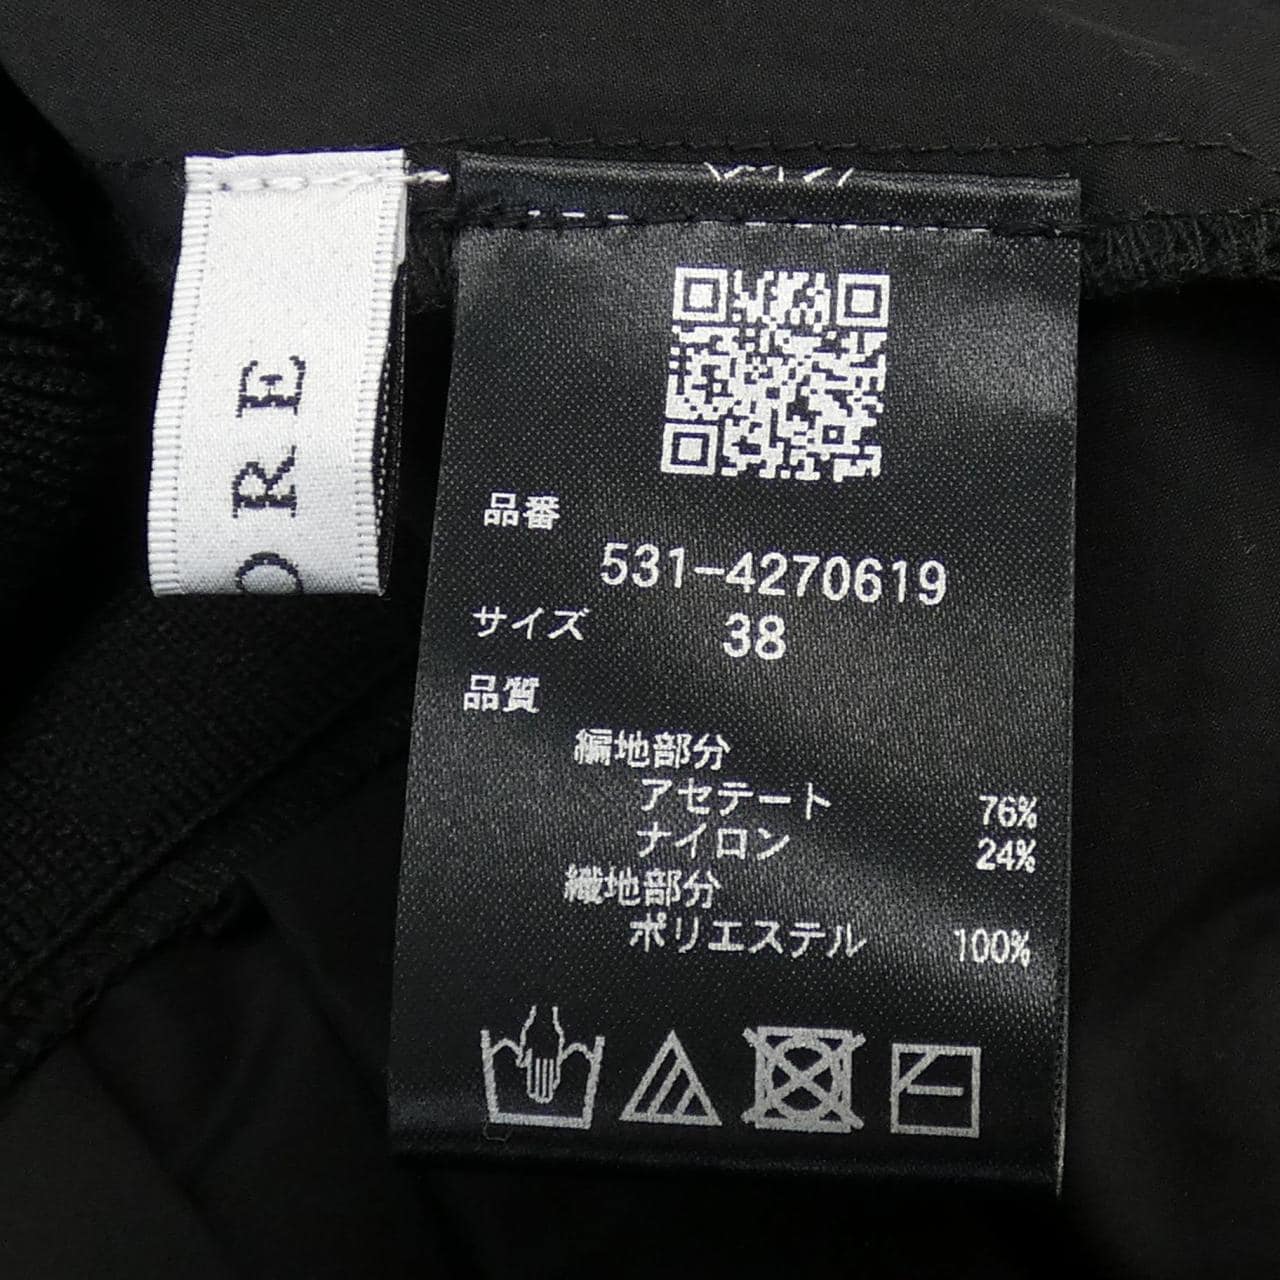 ORE
品番
531-4270619
サイズ 38
品質
編地部分
アセテート 76%
ナイロン 24%
織地部分
ポリエステル 100%